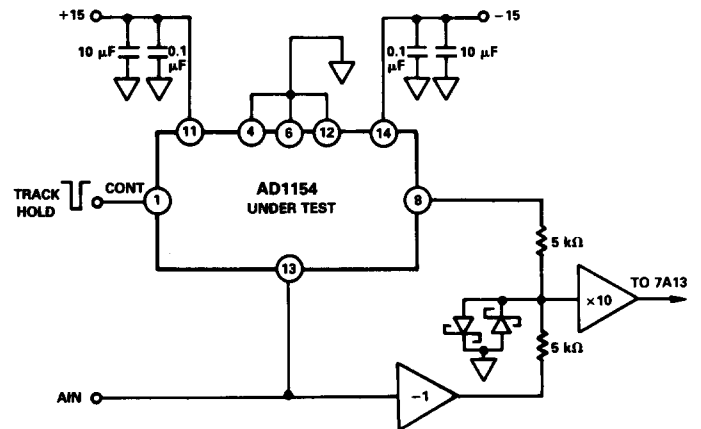 +15
-15
10 μF
0.1
μF
0.1
μF
10 μF
11
4
6
12
14
TRACK
HOLD
CONT
1
AD1154
UNDER TEST
8
13
5 kΩ
×10
TO 7A13
5 kΩ
AIN
-1